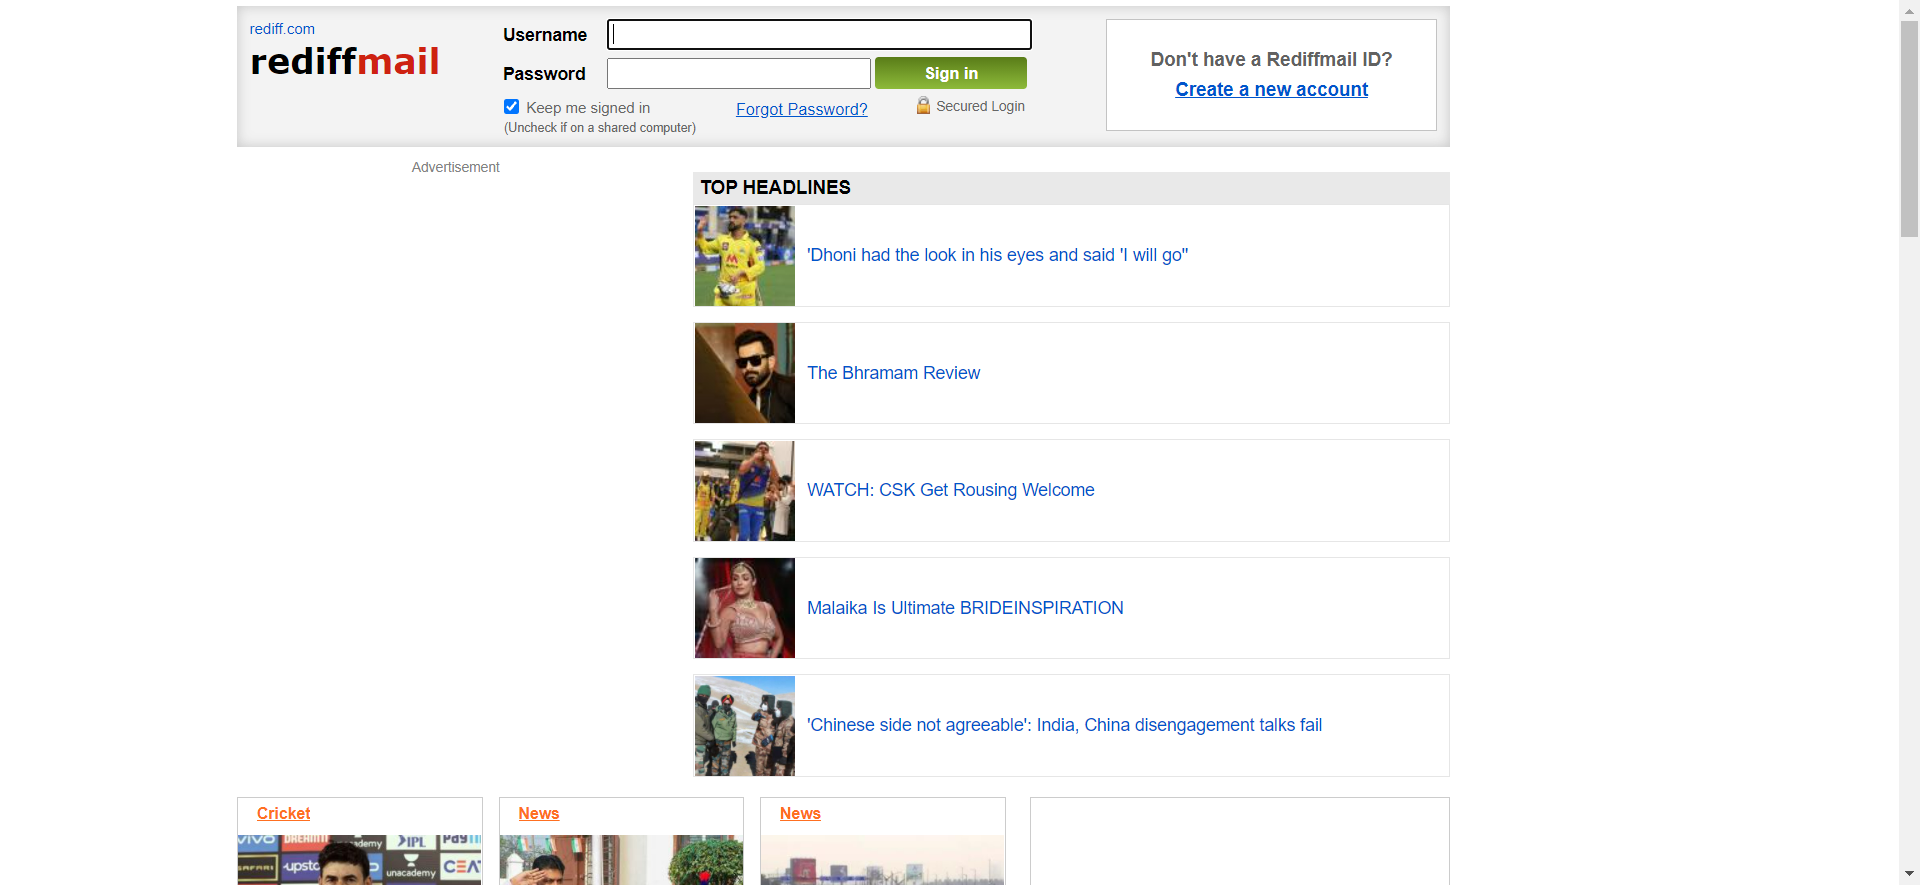 rediff.com
rediffmail
Username
Password
Sign in
Keep me signed in
(Uncheck if on a shared computer)
Forgot Password?
Secured Login
Don't have a Rediffmail ID?
Create a new account
Advertisement
TOP HEADLINES
'Dhoni had the look in his eyes and said 'I will go''
The Bhramam Review
WATCH: CSK Get Rousing Welcome
Malaika Is Ultimate BRIDEINSPIRATION
'Chinese side not agreeable': India, China disengagement talks fail
Cricket
News
News
IPL
CEAT
unacademy